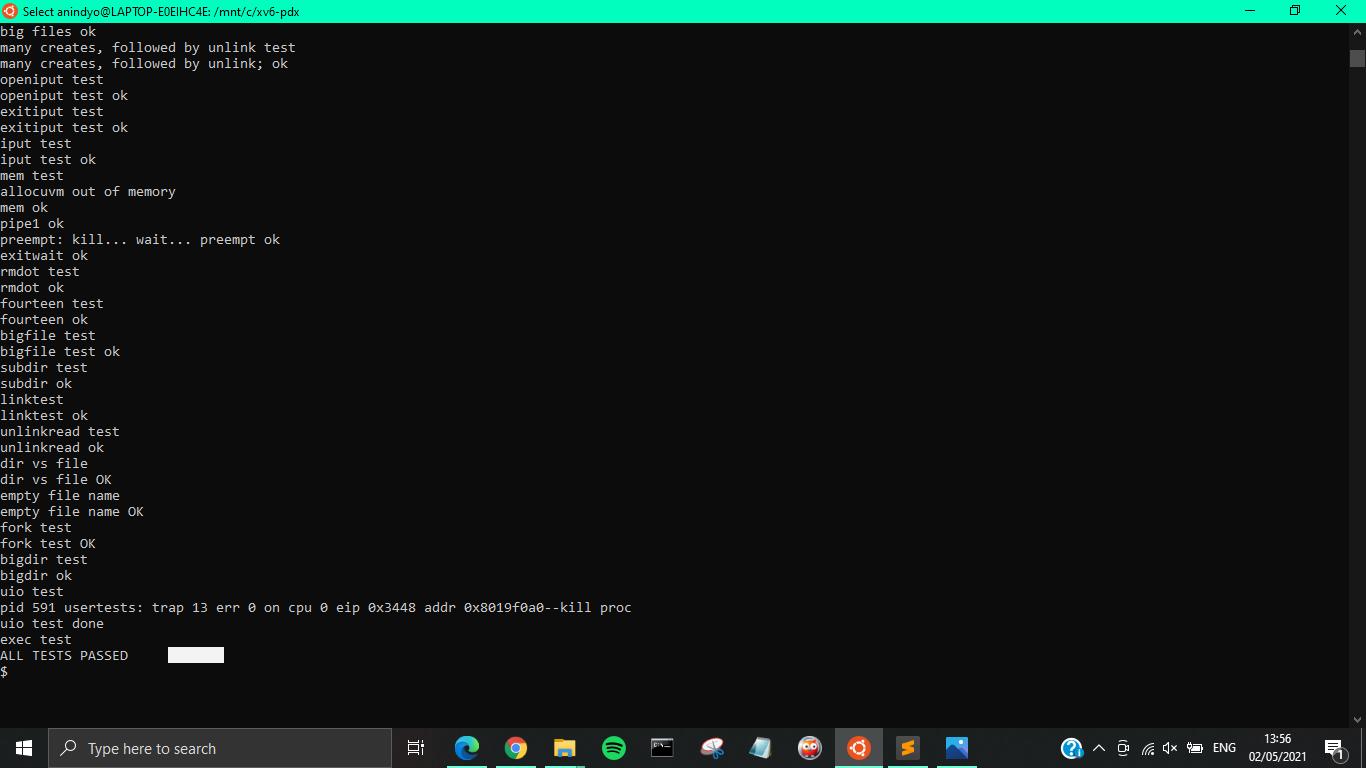 Select anindyo@LAPTOP-E0EIHC4E: /mnt/c/xv6-pdx
big files ok
many creates, followed by unlink test
many creates, followed by unlink; ok
openiput test
openiput test ok
exitiput test
exitiput test ok
iput test
iput test ok
mem test
allocuvm out of memory
mem ok
pipe1 ok
preempt: kill... wait... preempt ok
exitwait ok
rmdot test
rmdot ok
fourteen test
fourteen ok
bigfile test
bigfile test ok
subdir test
subdir ok
linktest
linktest ok
unlinkread test
unlinkread ok
dir vs file
dir vs file OK
empty file name
empty file name OK
fork test
fork test OK
bigdir test
bigdir ok
uio test
pid 591 usertests: trap 13 err 0 on cpu 0 eip 0x3448 addr 0x8019f0a0--kill proc
uio test done
exec test
ALL TESTS PASSED
$
Type here to search
ENG
13:56
02/05/2021
1